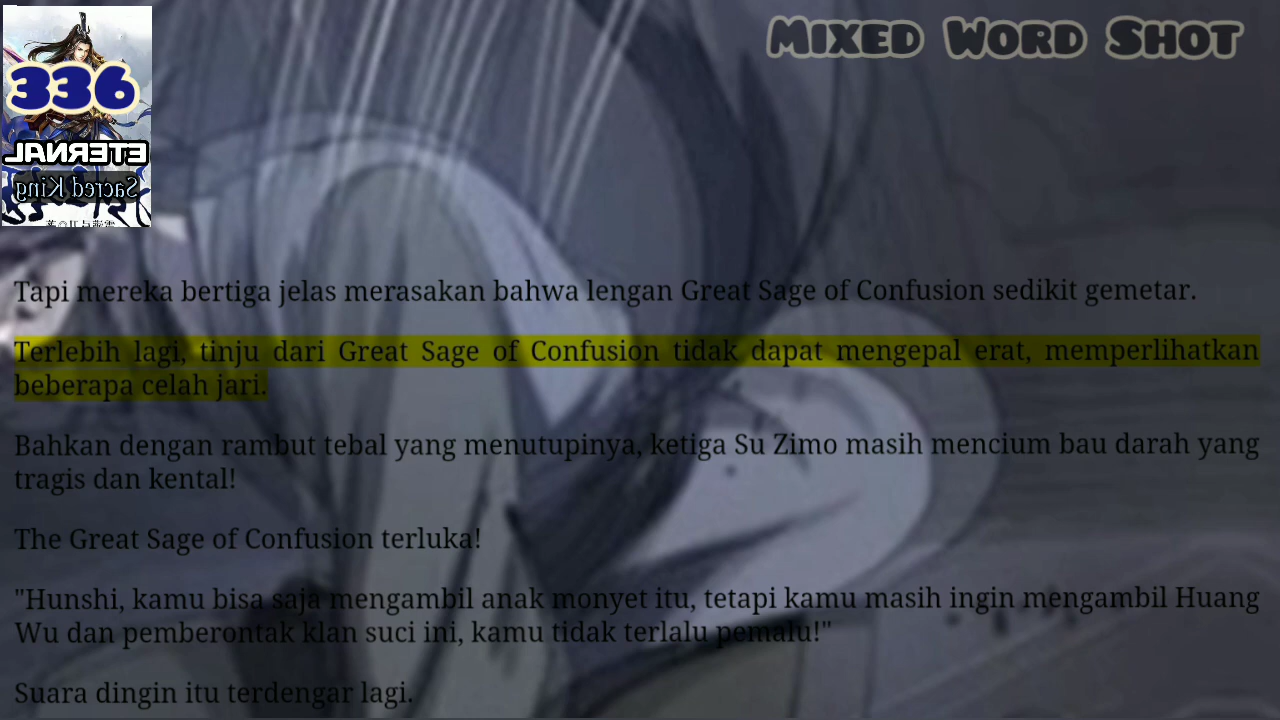 MIXED WORD SHOT
336
ETERNAL
Sacred King
Tapi mereka bertiga jelas merasakan bahwa lengan Great Sage of Confusion sedikit gemetar.
Terlebih lagi, tinju dari Great Sage of Confusion tidak dapat mengepal erat, memperlihatkan
beberapa celah jari.
Bahkan dengan rambut tebal yang menutupinya, ketiga Su Zimo masih mencium bau darah yang
tragis dan kental!
The Great Sage of Confusion terluka!
"Hunshi, kamu bisa saja mengambil anak monyet itu, tetapi kamu masih ingin mengambil Huang
Wu dan pemberontak klan suci ini, kamu tidak terlalu pemalu!"
Suara dingin itu terdengar lagi.